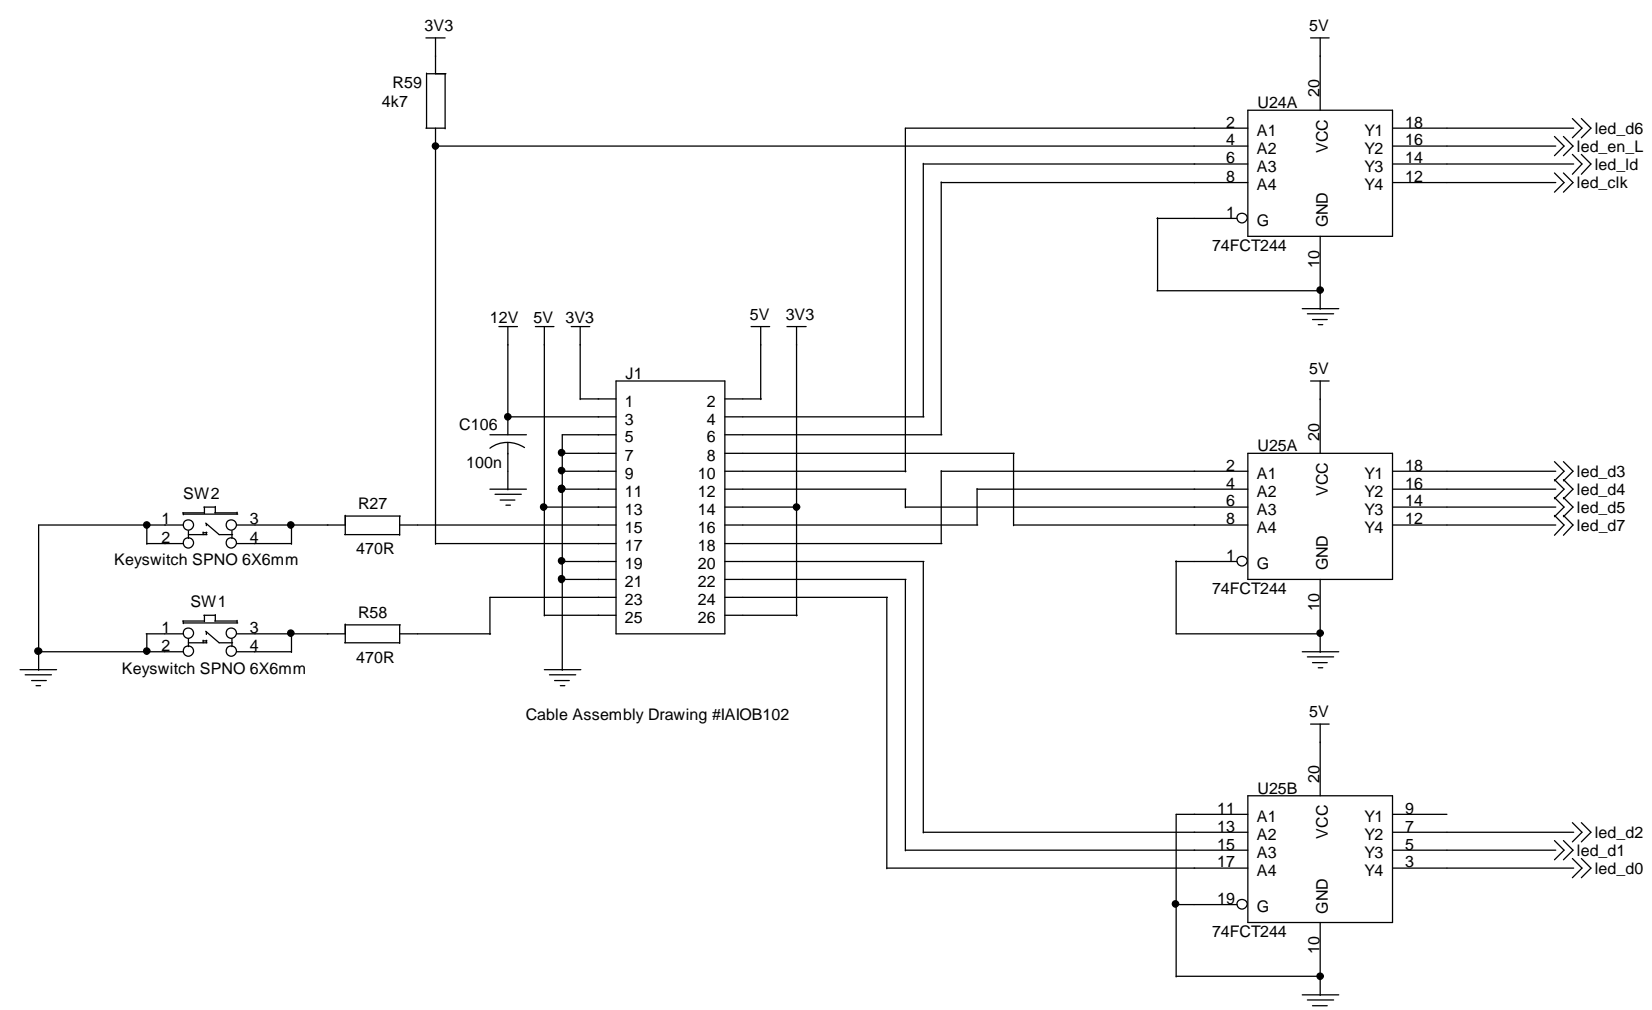 3V3
R59
4k7
5V
20
U24A
2 A1 VCC Y1 18 led_d6
4 A2 Y2 16 led_en_L
6 A3 Y3 14 led_ld
8 A4 Y4 12 led_clk
1 G GND
74FCT244
10
12V 5V 3V3 5V 3V3
J1
1 2
3 4
5 6
7 8
9 10
11 12
13 14
15 16
17 18
19 20
21 22
23 24
25 26
C106
100n
SW2
1 3
2 4
Keyswitch SPNO 6X6mm
R27
470R
SW1
1 3
2 4
Keyswitch SPNO 6X6mm
R58
470R
Cable Assembly Drawing #IAIOB102
5V
20
U25A
2 A1 VCC Y1 18 led_d3
4 A2 Y2 16 led_d4
6 A3 Y3 14 led_d5
8 A4 Y4 12 led_d7
1 G GND
74FCT244
10
5V
20
U25B
11 A1 VCC Y1 9
13 A2 Y2 7 led_d2
15 A3 Y3 5 led_d1
17 A4 Y4 3 led_d0
19 G GND
74FCT244
10